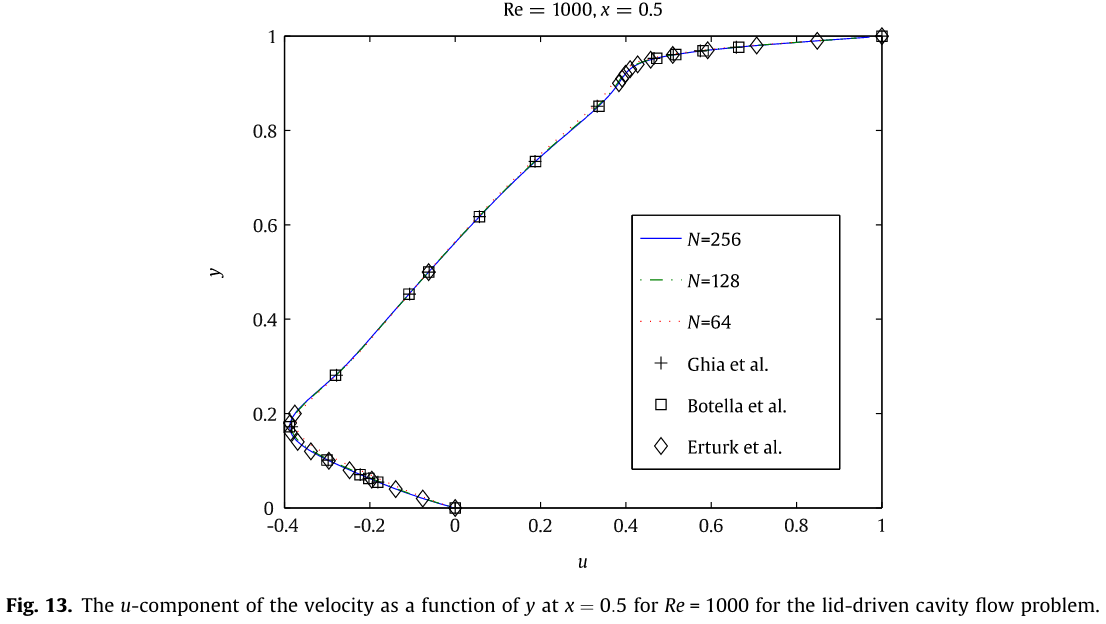 Re = 1000, x = 0.5
1
0.8
0.6
0.4
0.2
0
y
-0.4 -0.2 0 0.2 0.4 0.6 0.8 1
u
N=256
N=128
N=64
Ghia et al.
Botella et al.
Erturk et al.
Fig. 13. The u-component of the velocity as a function of y at x = 0.5 for Re = 1000 for the lid-driven cavity flow problem.